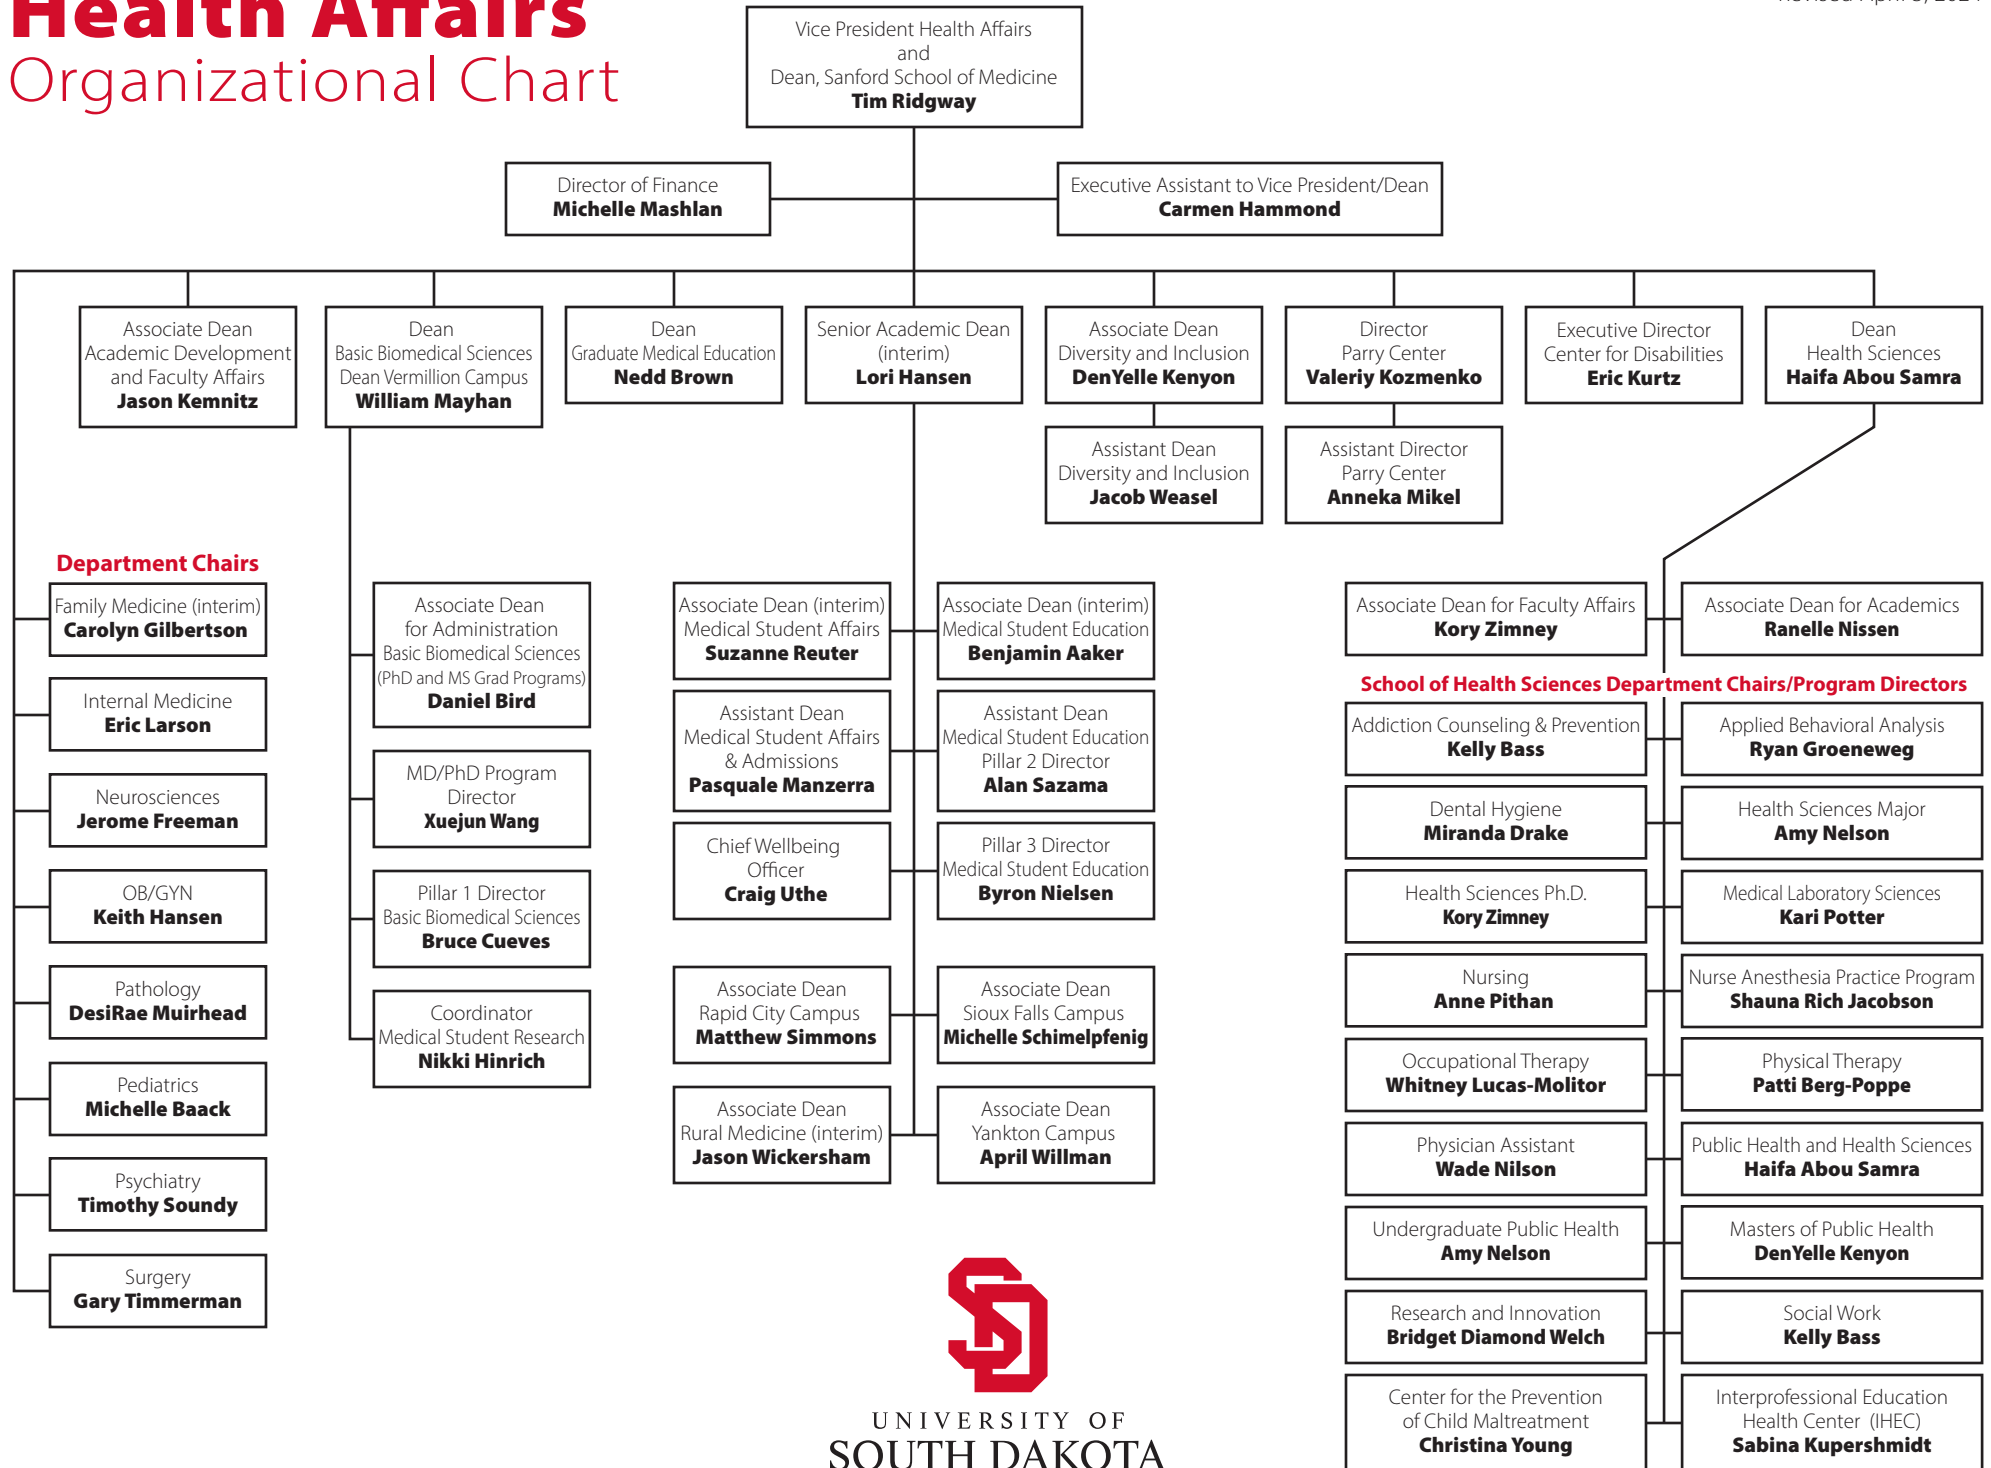 Health Affairs
Organizational Chart
Revised April 8, 2024
Vice President Health Affairs
and
Dean, Sanford School of Medicine
Tim Ridgway
Director of Finance
Michelle Mashlan
Executive Assistant to Vice President/Dean
Carmen Hammond
Associate Dean
Academic Development
and Faculty Affairs
Jason Kemnitz
Dean
Basic Biomedical Sciences
Dean Vermillion Campus
William Mayhan
Dean
Graduate Medical Education
Nedd Brown
Senior Academic Dean
(interim)
Lori Hansen
Associate Dean
Diversity and Inclusion
DenYelle Kenyon
Director
Parry Center
Valeriy Kozmenko
Executive Director
Center for Disabilities
Eric Kurtz
Dean
Health Sciences
Haifa Abou Samra
Assistant Dean
Diversity and Inclusion
Jacob Weasel
Assistant Director
Parry Center
Anneka Mikel
Department Chairs
Family Medicine (interim)
Carolyn Gilbertson
Internal Medicine
Eric Larson
Neurosciences
Jerome Freeman
OB/GYN
Keith Hansen
Pathology
DesiRae Muirhead
Pediatrics
Michelle Baack
Psychiatry
Timothy Soundy
Surgery
Gary Timmerman
Associate Dean
for Administration
Basic Biomedical Sciences
(PhD and MS Grad Programs)
Daniel Bird
MD/PhD Program
Director
Xuejun Wang
Pillar 1 Director
Basic Biomedical Sciences
Bruce Cueves
Coordinator
Medical Student Research
Nikki Hinrich
Associate Dean (interim)
Medical Student Affairs
Suzanne Reuter
Associate Dean (interim)
Medical Student Education
Benjamin Aaker
Assistant Dean
Medical Student Affairs
& Admissions
Pasquale Manzerra
Assistant Dean
Medical Student Education
Pillar 2 Director
Alan Sazama
Chief Wellbeing
Officer
Craig Uthe
Pillar 3 Director
Medical Student Education
Byron Nielsen
Associate Dean
Rapid City Campus
Matthew Simmons
Associate Dean
Sioux Falls Campus
Michelle Schimelpfenig
Associate Dean
Rural Medicine (interim)
Jason Wickersham
Associate Dean
Yankton Campus
April Willman
Associate Dean for Faculty Affairs
Kory Zimney
Associate Dean for Academics
Ranelle Nissen
School of Health Sciences Department Chairs/Program Directors
Addiction Counseling & Prevention
Kelly Bass
Applied Behavioral Analysis
Ryan Groeneweg
Dental Hygiene
Miranda Drake
Health Sciences Major
Amy Nelson
Health Sciences Ph.D.
Kory Zimney
Medical Laboratory Sciences
Kari Potter
Nursing
Anne Pithan
Nurse Anesthesia Practice Program
Shauna Rich Jacobson
Occupational Therapy
Whitney Lucas-Molitor
Physical Therapy
Patti Berg-Poppe
Physician Assistant
Wade Nilson
Public Health and Health Sciences
Haifa Abou Samra
Undergraduate Public Health
Amy Nelson
Masters of Public Health
DenYelle Kenyon
Research and Innovation
Bridget Diamond Welch
Social Work
Kelly Bass
Center for the Prevention
of Child Maltreatment
Christina Young
Interprofessional Education
Health Center (IHEC)
Sabina Kupershmidt
SD
UNIVERSITY OF
SOUTH DAKOTA